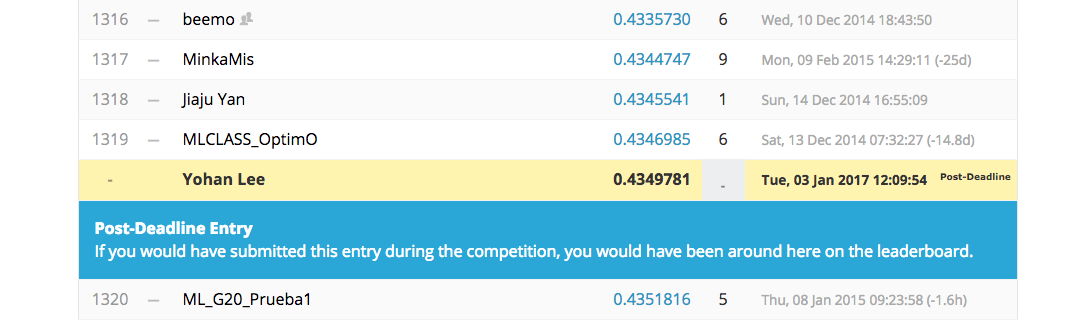 1316 — beemo 0.4335730 6 Wed, 10 Dec 2014 18:43:50
1317 — MinkaMis 0.4344747 9 Mon, 09 Feb 2015 14:29:11 (-25d)
1318 — Jiaju Yan 0.4345541 1 Sun, 14 Dec 2014 16:55:09
1319 — MLCLASS_OptimO 0.4346985 6 Sat, 13 Dec 2014 07:32:27 (-14.8d)
- Yohan Lee 0.4349781 - Tue, 03 Jan 2017 12:09:54 Post-Deadline
Post-Deadline Entry
If you would have submitted this entry during the competition, you would have been around here on the leaderboard.
1320 — ML_G20_Prueba1 0.4351816 5 Thu, 08 Jan 2015 09:23:58 (-1.6h)